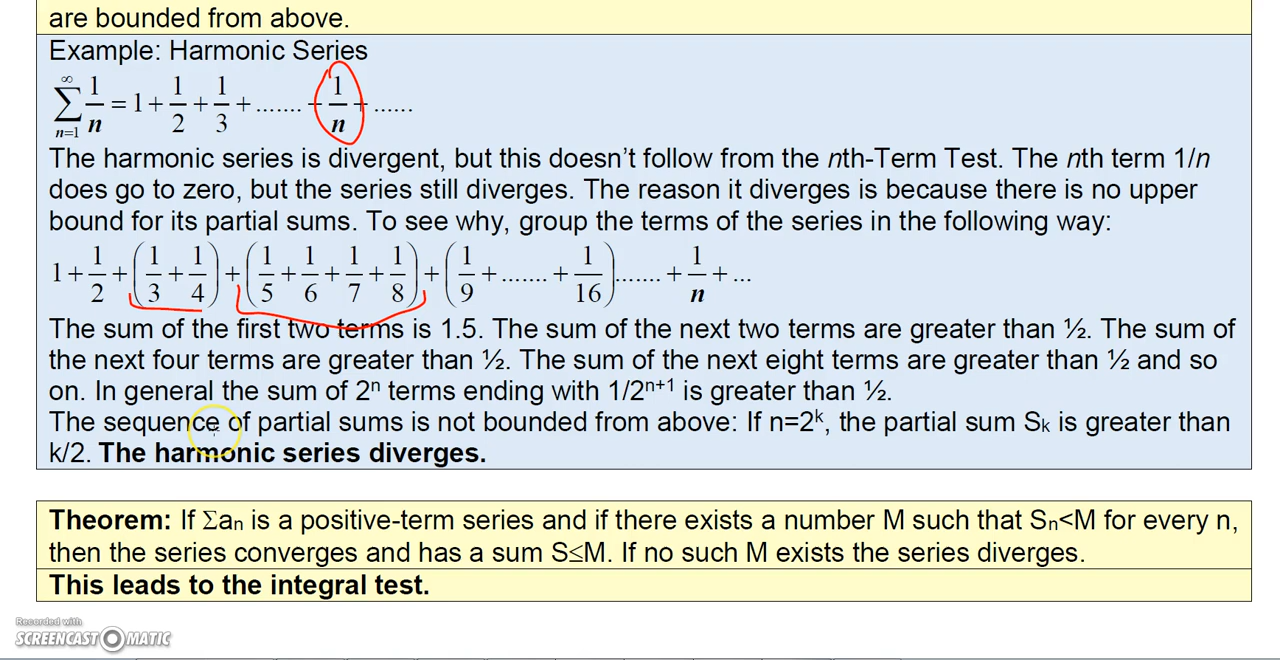 are bounded from above.
Example: Harmonic Series
∞
∑ 1/n = 1 + 1/2 + 1/3 + ....... + 1/n + ......
n=1
The harmonic series is divergent, but this doesn't follow from the nth-Term Test. The nth term 1/n
does go to zero, but the series still diverges. The reason it diverges is because there is no upper
bound for its partial sums. To see why, group the terms of the series in the following way:
1 + 1/2 + (1/3 + 1/4) + (1/5 + 1/6 + 1/7 + 1/8) + (1/9 + ....... + 1/16) ....... + 1/n + ...
The sum of the first two terms is 1.5. The sum of the next two terms are greater than ½. The sum of
the next four terms are greater than ½. The sum of the next eight terms are greater than ½ and so
on. In general the sum of 2ⁿ terms ending with 1/2ⁿ⁺¹ is greater than ½.
The sequence of partial sums is not bounded from above: If n=2ᵏ, the partial sum Sₖ is greater than
k/2. The harmonic series diverges.
Theorem: If Σaₙ is a positive-term series and if there exists a number M such that Sₙ<M for every n,
then the series converges and has a sum S≤M. If no such M exists the series diverges.
This leads to the integral test.
Recorded with
SCREENCAST MATIC